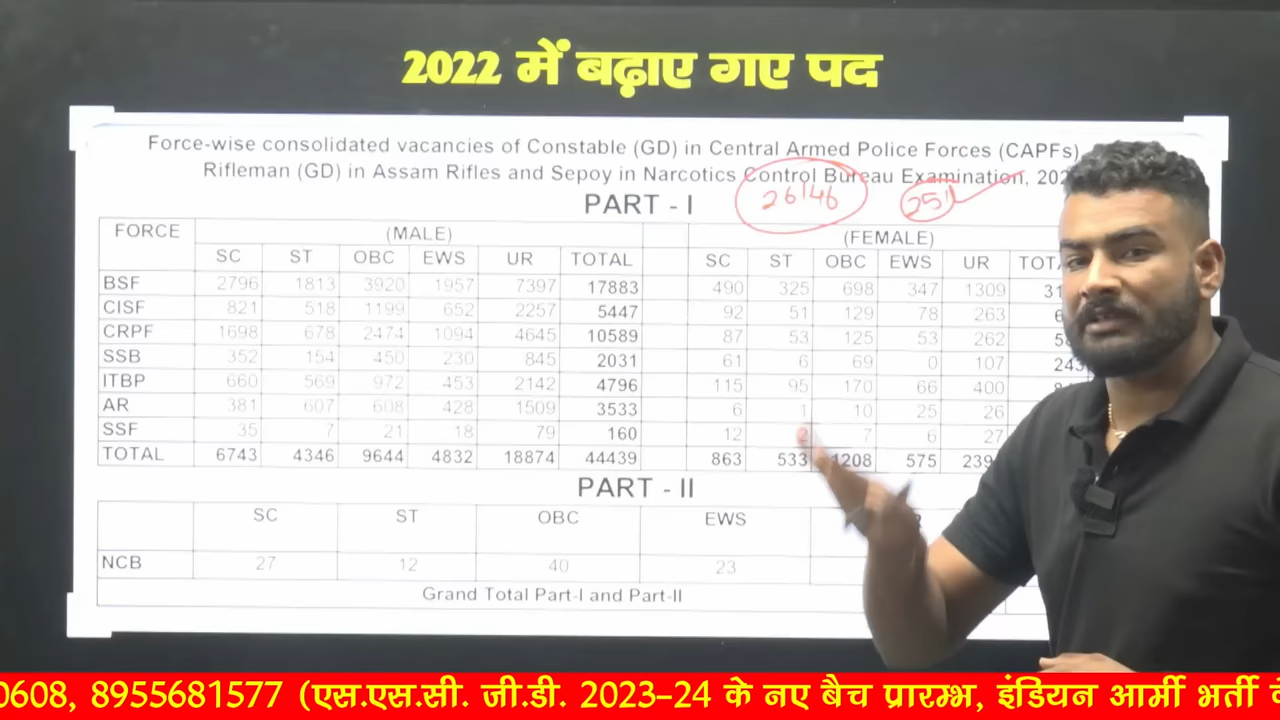 2022 में बढ़ाए गए पद
Force-wise consolidated vacancies of Constable (GD) in Central Armed Police Forces (CAPFs)
Rifleman (GD) in Assam Rifles and Sepoy in Narcotics Control Bureau Examination,
26146
PART - I
FORCE (MALE) (FEMALE)
SC ST OBC EWS UR TOTAL SC ST OBC EWS UR
BSF 2796 1813 3920 1957 7397 17883 490 325 698 347 1309
CISF 821 518 1199 652 2257 5447 92 51 129 78 263
CRPF 1698 678 2474 1094 4645 10589 87 53 125 53 262
SSB 352 154 450 230 845 2031 61 6 69 0 107 243
ITBP 660 569 972 453 2142 4796 115 95 170 66 400
AR 381 607 608 428 1509 3533 6 1 10 25 26
SSF 35 7 21 18 79 160 12 7 6 27
TOTAL 6743 4346 9644 4832 18874 44439 863 533 1208 575
PART - II
SC ST OBC EWS
NCB 27 12 40 23
Grand Total Part-I and Part-II
0608, 8955681577 (एस.एस.सी. जी.डी. 2023-24 के नए बैच प्रारम्भ, इंडियन आर्मी भर्ती